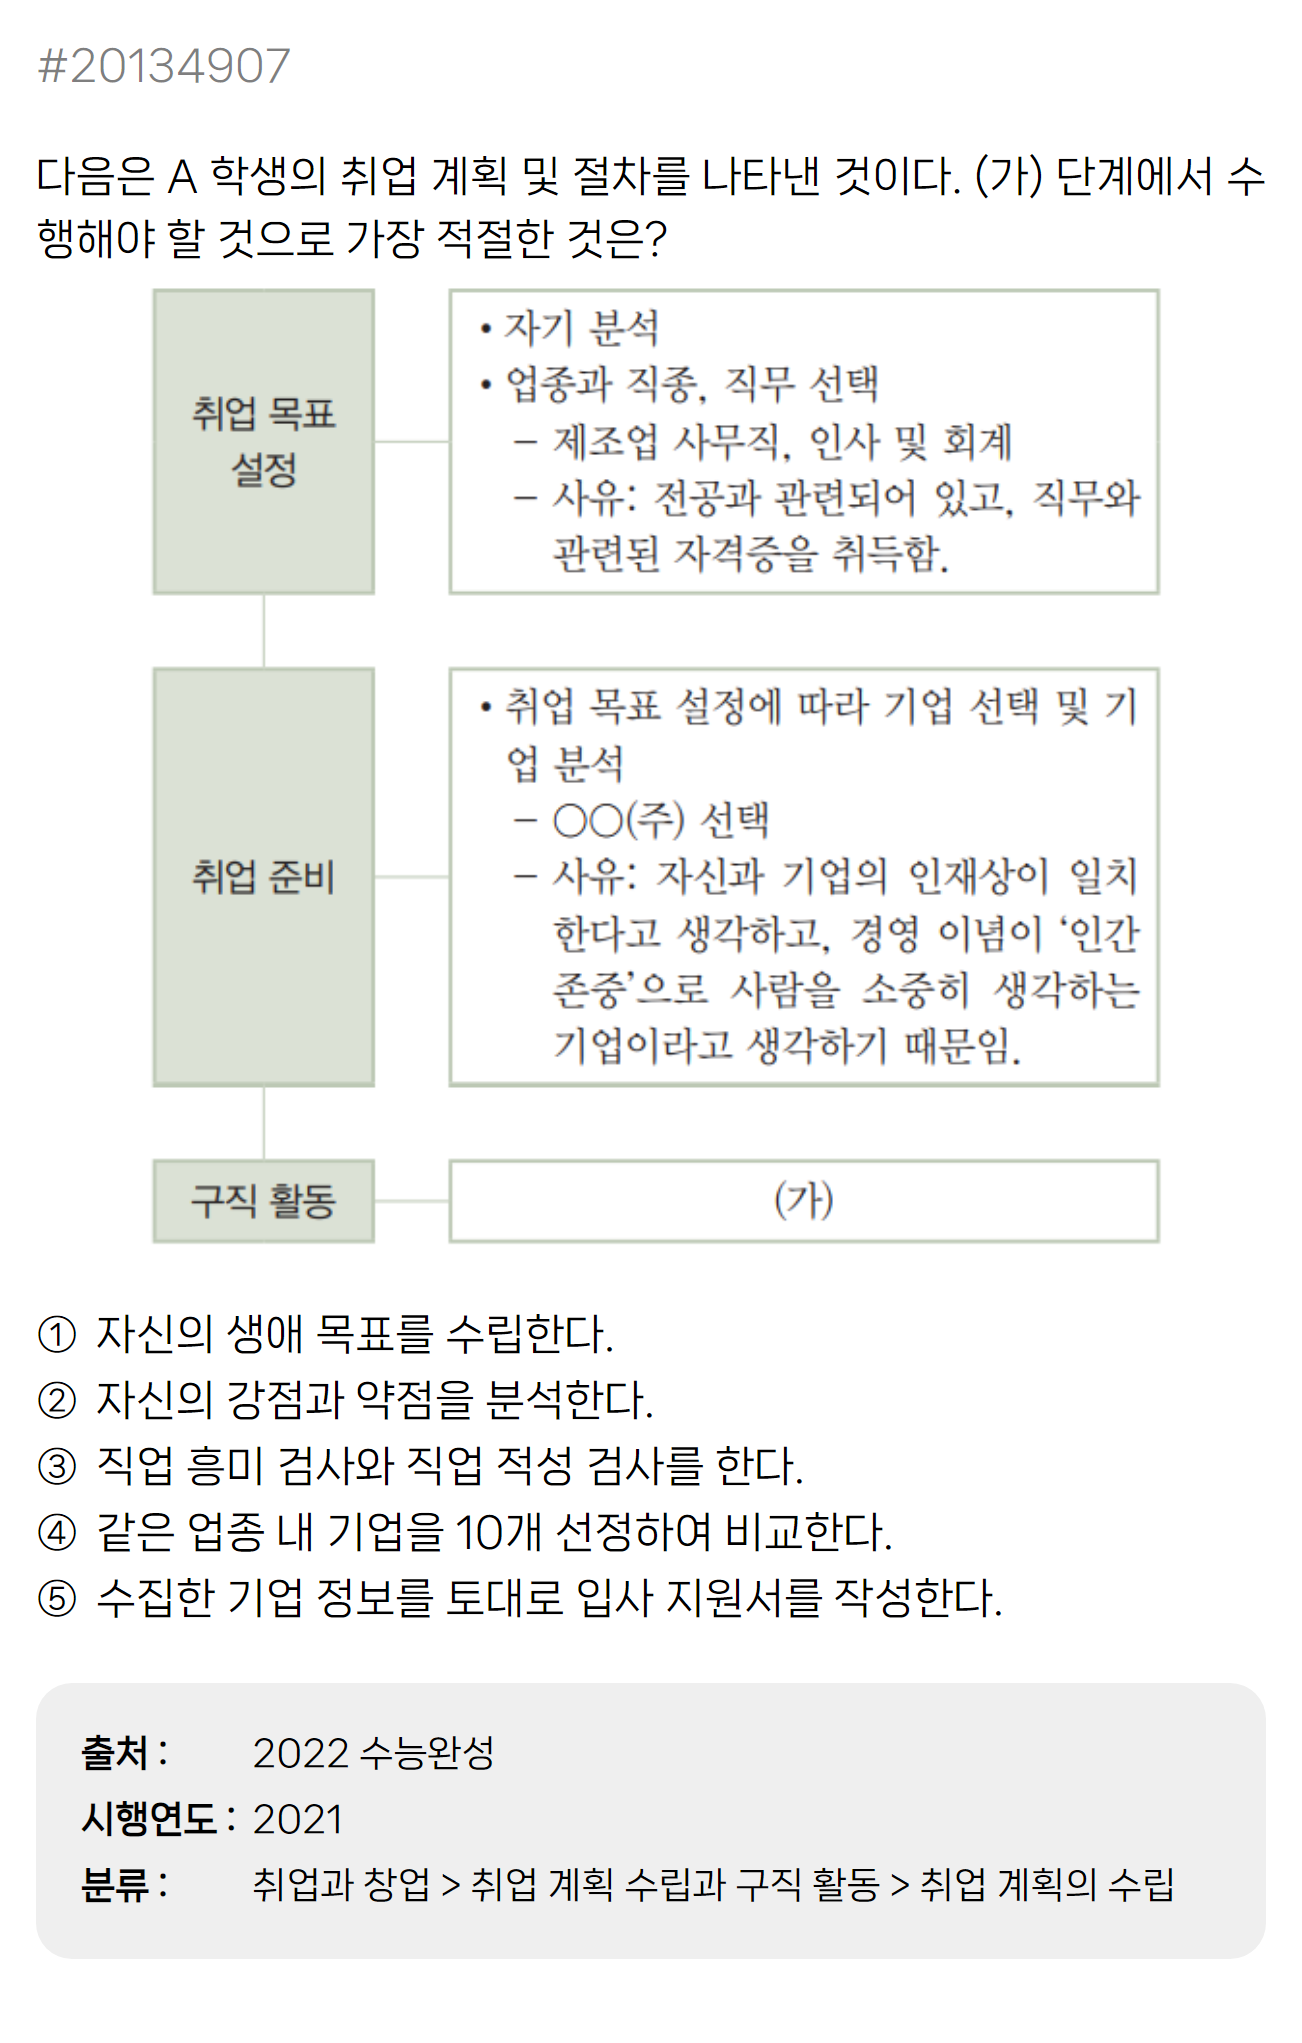 #20134907
다음은 A 학생의 취업 계획 및 절차를 나타낸 것이다. (가) 단계에서 수
행해야 할 것으로 가장 적절한 것은?
취업 목표
설정
• 자기 분석
• 업종과 직종, 직무 선택
– 제조업 사무직, 인사 및 회계
– 사유: 전공과 관련되어 있고, 직무와
관련된 자격증을 취득함.
취업 준비
• 취업 목표 설정에 따라 기업 선택 및 기
업 분석
– ○○(주) 선택
– 사유: 자신과 기업의 인재상이 일치
한다고 생각하고, 경영 이념이 ‘인간
존중’으로 사람을 소중히 생각하는
기업이라고 생각하기 때문임.
구직 활동
(가)
① 자신의 생애 목표를 수립한다.
② 자신의 강점과 약점을 분석한다.
③ 직업 흥미 검사와 직업 적성 검사를 한다.
④ 같은 업종 내 기업을 10개 선정하여 비교한다.
⑤ 수집한 기업 정보를 토대로 입사 지원서를 작성한다.
출처 : 2022 수능완성
시행연도 : 2021
분류 : 취업과 창업 > 취업 계획 수립과 구직 활동 > 취업 계획의 수립